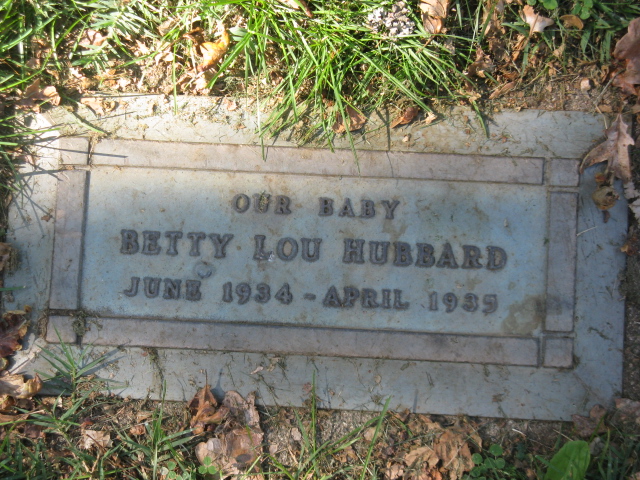 OUR BABY
BETTY LOU HUBBARD
JUNE 1934 - APRIL 1935